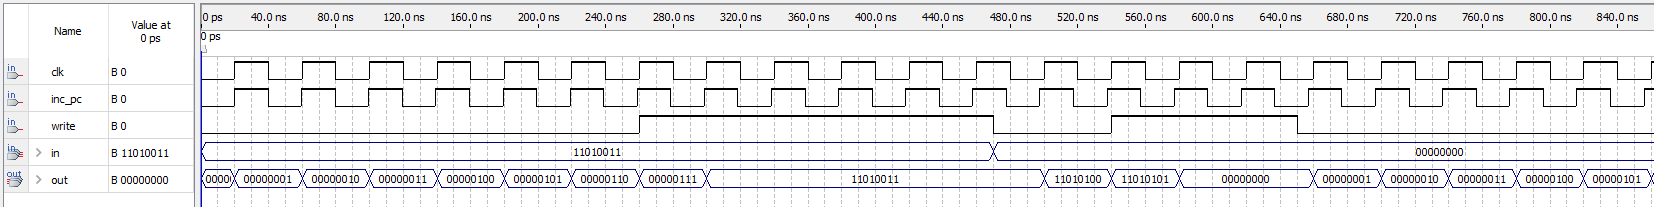 Name
Value at
0 ps
0 ps 40.0 ns 80.0 ns 120.0 ns 160.0 ns 200.0 ns 240.0 ns 280.0 ns 320.0 ns 360.0 ns 400.0 ns 440.0 ns 480.0 ns 520.0 ns 560.0 ns 600.0 ns 640.0 ns 680.0 ns 720.0 ns 760.0 ns 800.0 ns 840.0 ns
0 ps
in clk B 0
in inc_pc B 0
in write B 0
in in B 11010011 11010011 00000000
out out B 00000000 0000 00000001 00000010 00000011 00000100 00000101 00000110 00000111 11010011 11010100 11010101 00000000 00000001 00000010 00000011 00000100 00000101